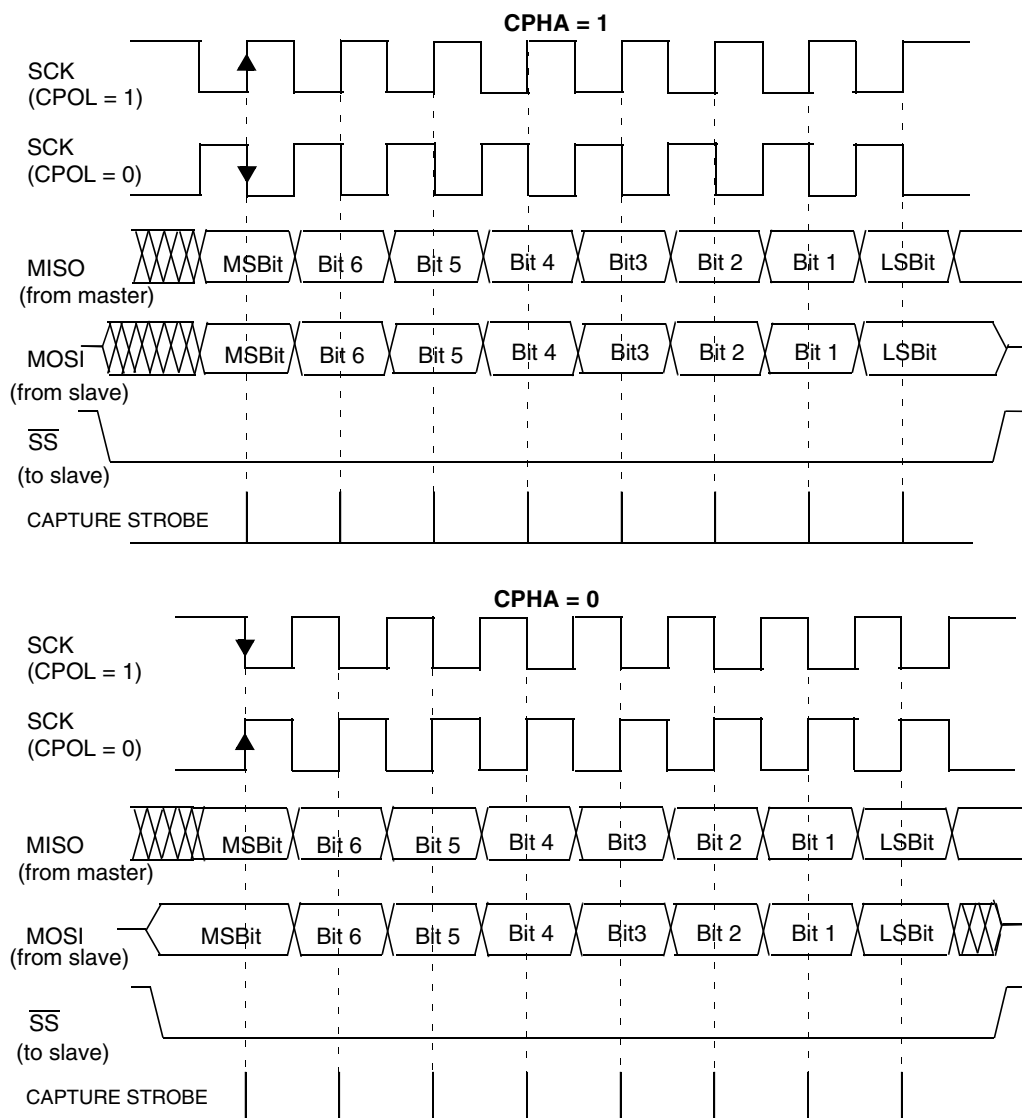 CPHA = 1
SCK
(CPOL = 1)
SCK
(CPOL = 0)
MISO
(from master)
MSBit Bit 6 Bit 5 Bit 4 Bit3 Bit 2 Bit 1 LSBit
MOSI
(from slave)
MSBit Bit 6 Bit 5 Bit 4 Bit3 Bit 2 Bit 1 LSBit
SS
(to slave)
CAPTURE STROBE
CPHA = 0
SCK
(CPOL = 1)
SCK
(CPOL = 0)
MISO
(from master)
MSBit Bit 6 Bit 5 Bit 4 Bit3 Bit 2 Bit 1 LSBit
MOSI
(from slave)
MSBit Bit 6 Bit 5 Bit 4 Bit3 Bit 2 Bit 1 LSBit
SS
(to slave)
CAPTURE STROBE